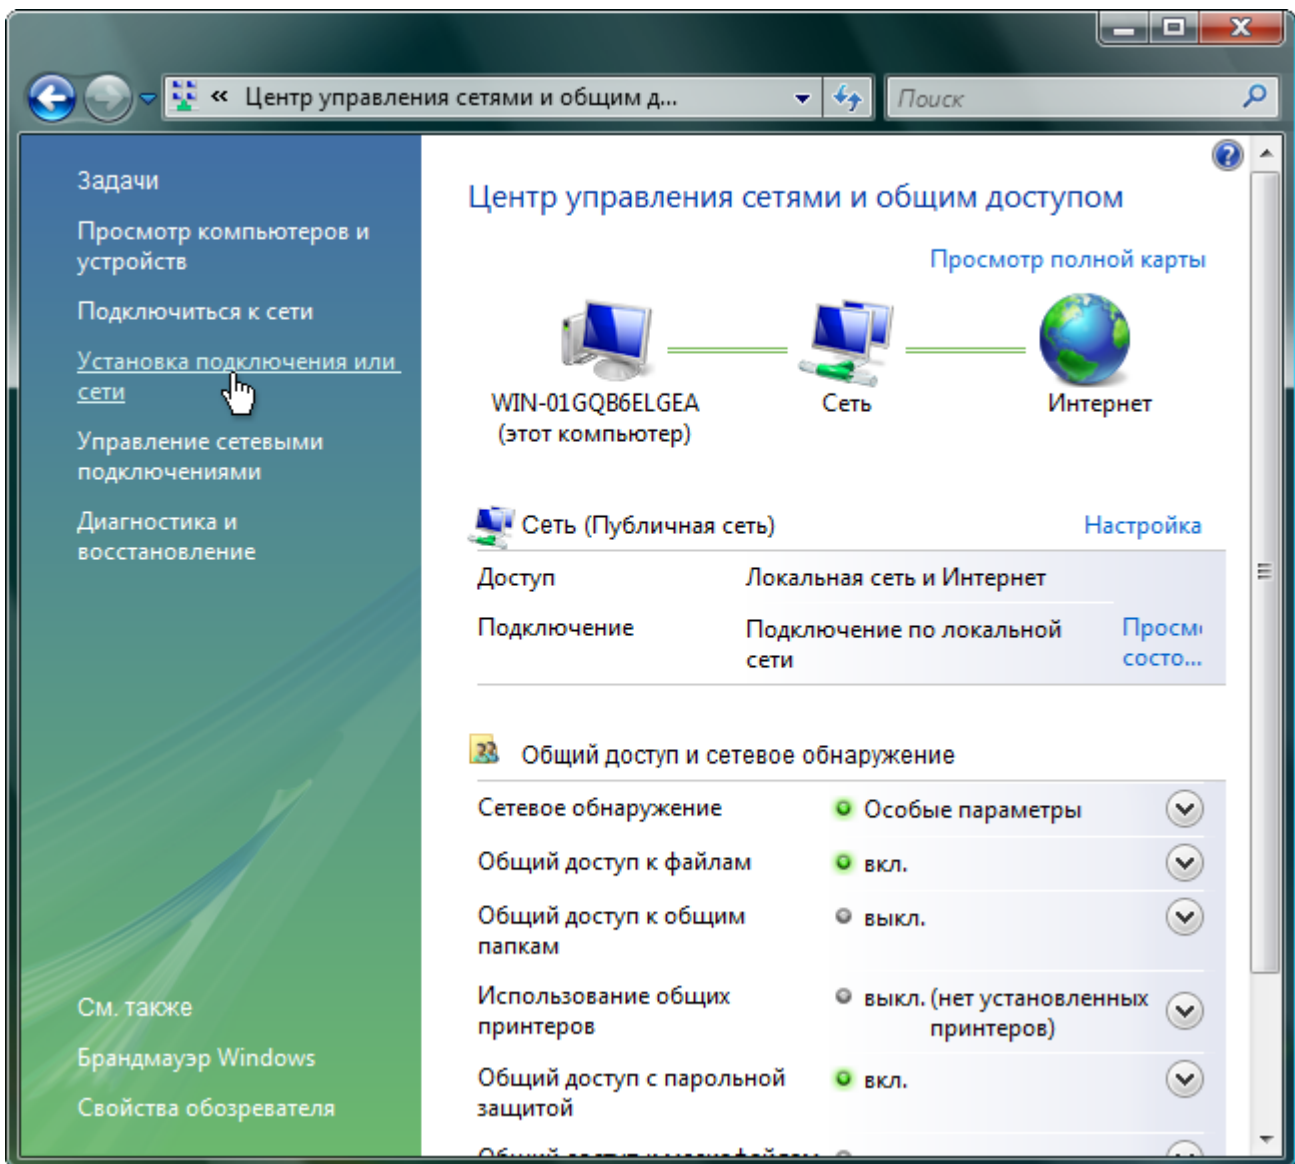 « Центр управления сетями и общим д...
Поиск
Задачи
Просмотр компьютеров и
устройств
Подключиться к сети
Установка подключения или
сети
Управление сетевыми
подключениями
Диагностика и
восстановление
См. также
Брандмауэр Windows
Свойства обозревателя
Центр управления сетями и общим доступом
Просмотр полной карты
WIN-01GQB6ELGEA
(этот компьютер)
Сеть
Интернет
Сеть (Публичная сеть)
Настройка
Доступ
Локальная сеть и Интернет
Подключение
Подключение по локальной
сети
Просм
состо...
Общий доступ и сетевое обнаружение
Сетевое обнаружение
Особые параметры
Общий доступ к файлам
вкл.
Общий доступ к общим
папкам
выкл.
Использование общих
принтеров
выкл. (нет установленных
принтеров)
Общий доступ с парольной
защитой
вкл.